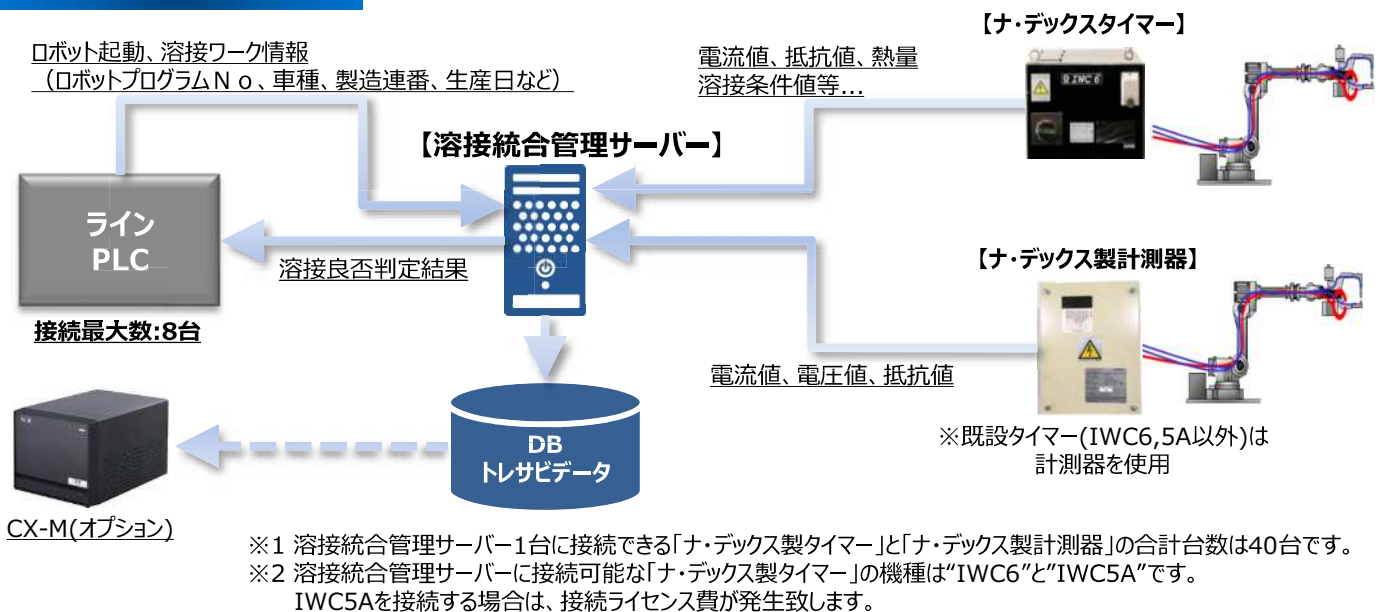 【ナ・デックスタイマー】
ロボット起動、溶接ワーク情報
（ロボットプログラムＮｏ、車種、製造連番、生産日など）
電流値、抵抗値、熱量
溶接条件値等...
IWC6
【溶接統合管理サーバー】
ライン
PLC
溶接良否判定結果
接続最大数:8台
【ナ・デックス製計測器】
電流値、電圧値、抵抗値
※既設タイマー(IWC6,5A以外)は
計測器を使用
DB
トレサビデータ
CX-M(オプション)
※1 溶接統合管理サーバー1台に接続できる「ナ・デックス製タイマー」と「ナ・デックス製計測器」の合計台数は40台です。
※2 溶接統合管理サーバーに接続可能な「ナ・デックス製タイマー」の機種は“IWC6”と”IWC5A”です。
IWC5Aを接続する場合は、接続ライセンス費が発生致します。